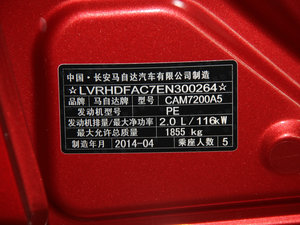 中国·长安马自达汽车有限公司制造
☆LVRHDFAC7EN300264☆
品牌 马自达 型号 CAM7200A5
发动机型号 PE
发动机排量/最大净功率 2.0 L/116kW
最大允许总质量 1855 kg
制造年月 2014-04 乘座人数 5